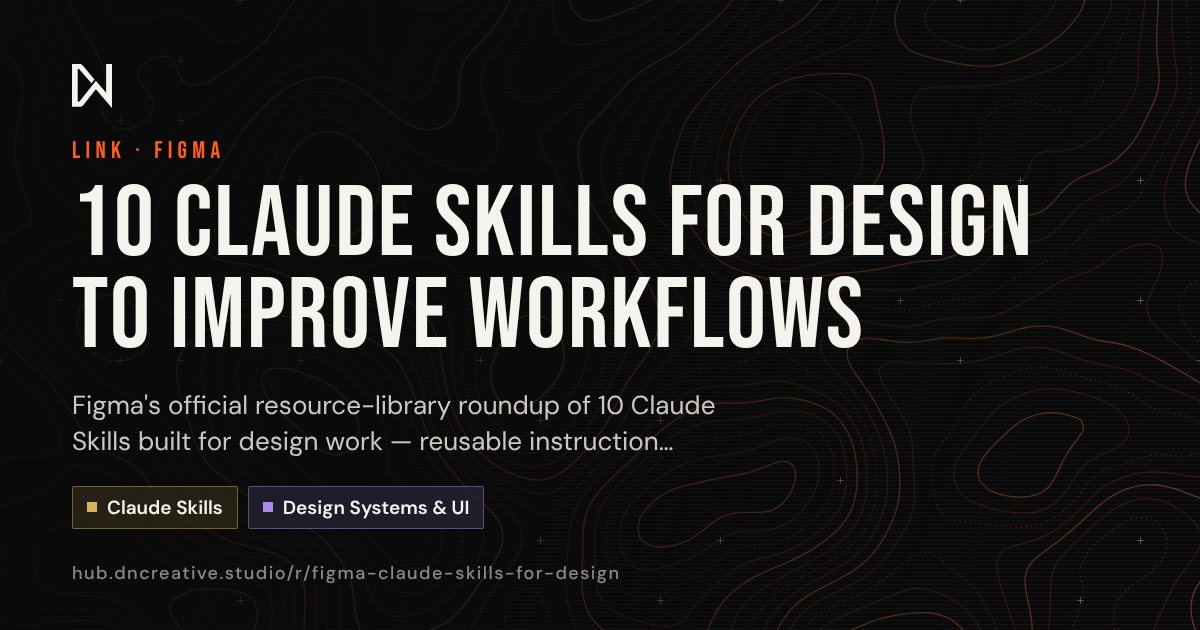 LINK · FIGMA
10 CLAUDE SKILLS FOR DESIGN
TO IMPROVE WORKFLOWS
Figma's official resource-library roundup of 10 Claude
Skills built for design work — reusable instruction...
Claude Skills
Design Systems & UI
hub.dncreative.studio/r/figma-claude-skills-for-design